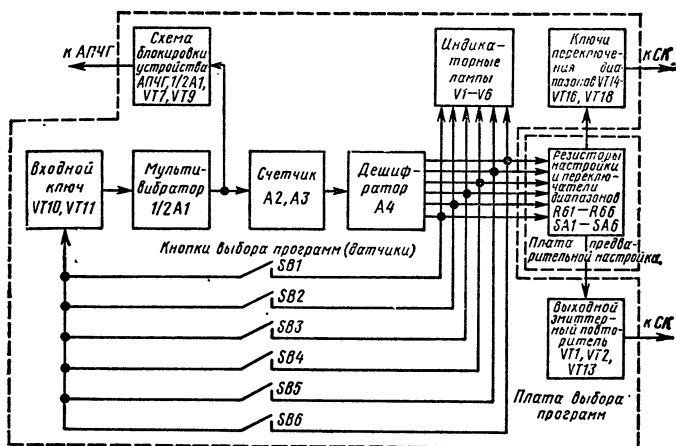 к АПЧГ
Схема
блокировки
устройства
АПЧГ, 1/2А1,
VT7, VT9
Индика-
торные
лампы
V1–V6
Ключи
переключе-
ния диа-
пазонов VT14–
VT16, VT18
к СК
Входной
ключ
VT10, VT11
Мульти-
вибратор
1/2А1
Счетчик
А2, А3
Дешиф-
ратор
А4
Резисторы
настройки
и переклю-
чатели
диапазонов
R61–R66
SA1–SA6
Плата предва-
рительной настройки
Кнопки выбора программ (датчики)
SB1
SB2
SB3
SB4
SB5
SB6
Выходной
эмиттер-
ный повто-
ритель
VT1, VT2,
VT13
к СК
Плата выбора
программ